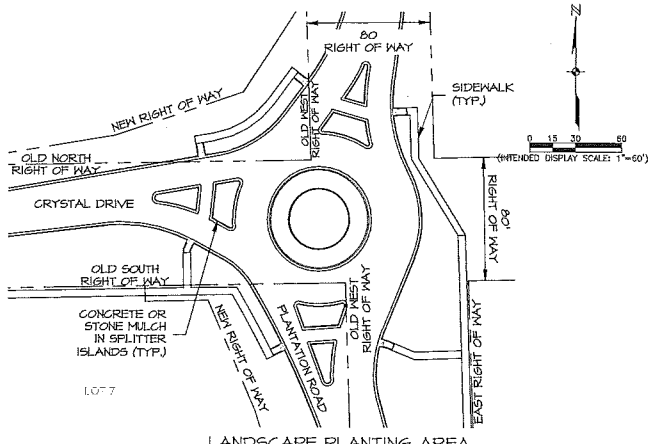 80
RIGHT OF WAY
N
SIDEWALK
(TYP.)
NEW RIGHT OF WAY
OLD WEST
RIGHT OF WAY
0 15 30 60
(INTENDED DISPLAY SCALE: 1"=60')
OLD NORTH
RIGHT OF WAY
80'
RIGHT OF WAY
CRYSTAL DRIVE
OLD SOUTH
RIGHT OF WAY
CONCRETE OR
STONE MULCH
IN SPLITTER
ISLANDS (TYP.)
NEW RIGHT OF WAY
PLANTATION ROAD
OLD WEST
RIGHT OF WAY
EAST RIGHT OF WAY
LOT 7
LANDSCAPE PLANTING AREA